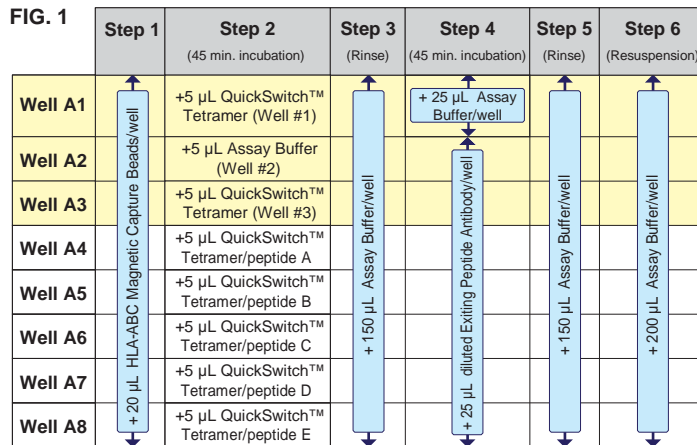 FIG. 1
Step 1
Step 2
(45 min. incubation)
Step 3
(Rinse)
Step 4
(45 min. incubation)
Step 5
(Rinse)
Step 6
(Resuspension)
Well A1
+5 µL QuickSwitch™
Tetramer (Well #1)
Well A2
+5 µL Assay Buffer
(Well #2)
Well A3
+5 µL QuickSwitch™
Tetramer (Well #3)
Well A4
+5 µL QuickSwitch™
Tetramer/peptide A
Well A5
+5 µL QuickSwitch™
Tetramer/peptide B
Well A6
+5 µL QuickSwitch™
Tetramer/peptide C
Well A7
+5 µL QuickSwitch™
Tetramer/peptide D
Well A8
+5 µL QuickSwitch™
Tetramer/peptide E
+ 20 µL HLA-ABC Magnetic Capture Beads/well
+ 150 µL Assay Buffer/well
+ 25 µL Assay
Buffer/well
+ 25 µL diluted Exiting Peptide Antibody/well
+ 150 µL Assay Buffer/well
+ 200 µL Assay Buffer/well